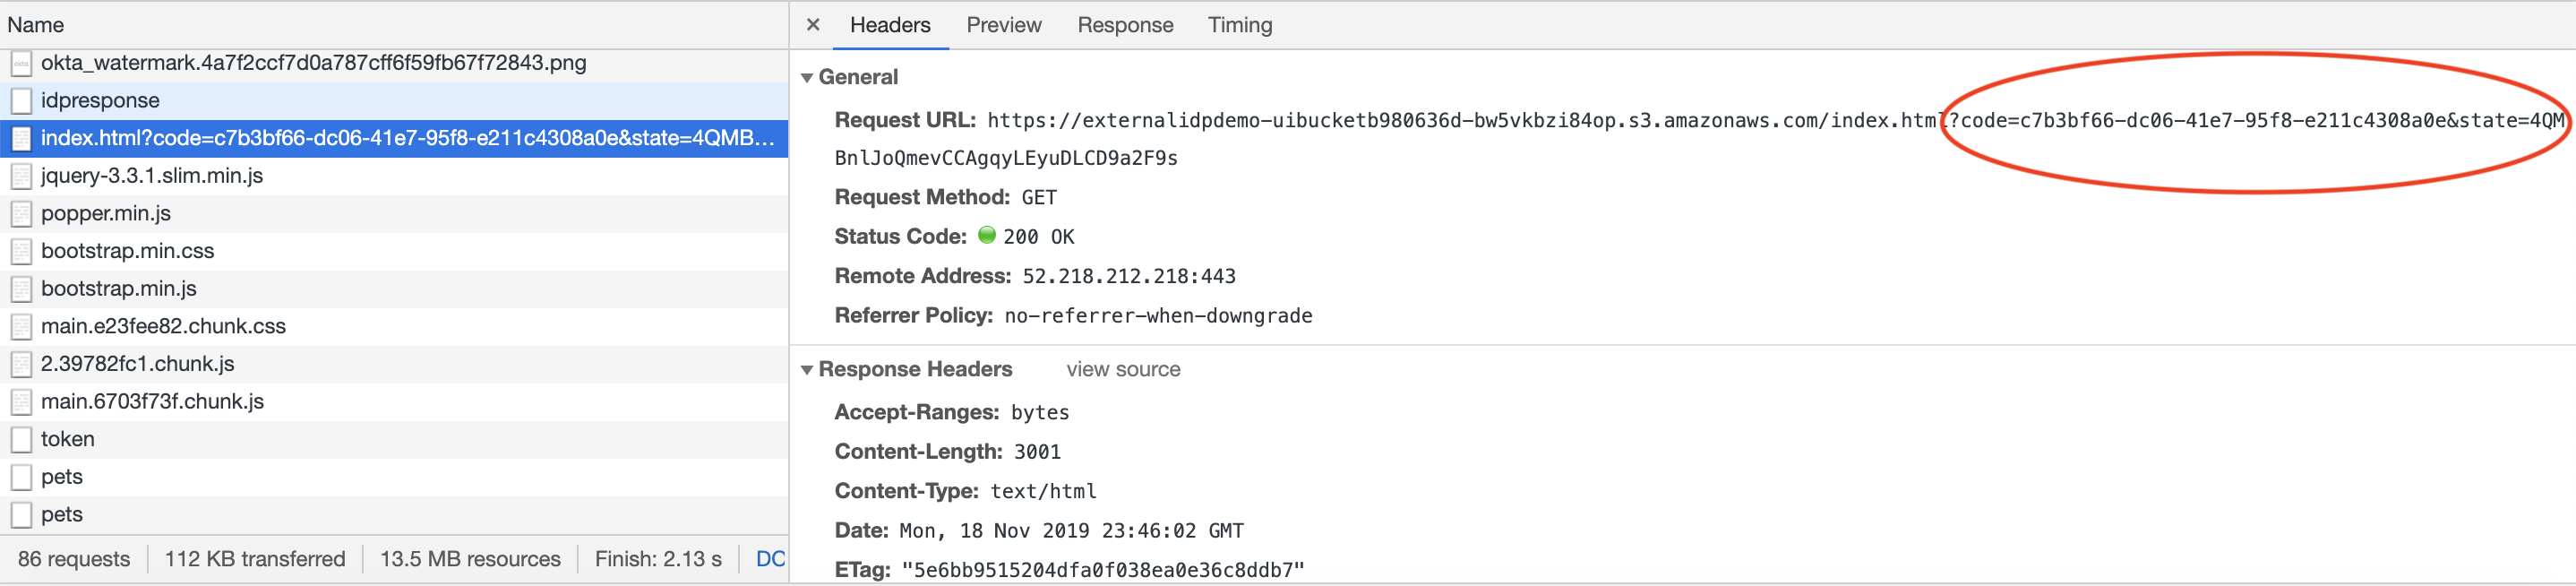 Name
okta_watermark.4a7f2ccf7d0a787cff6f59fb67f72843.png
idpresponse
index.html?code=c7b3bf66-dc06-41e7-95f8-e211c4308a0e&state=4QMB...
jquery-3.3.1.slim.min.js
popper.min.js
bootstrap.min.css
bootstrap.min.js
main.e23fee82.chunk.css
2.39782fc1.chunk.js
main.6703f73f.chunk.js
token
pets
pets
86 requests 112 KB transferred 13.5 MB resources Finish: 2.13 s DC
× Headers Preview Response Timing
▼ General
Request URL: https://externalidpdemo-uibucketb980636d-bw5vkbzi84op.s3.amazonaws.com/index.html?code=c7b3bf66-dc06-41e7-95f8-e211c4308a0e&state=4QM
BnlJoQmevCCAgqyLEyuDLCD9a2F9s
Request Method: GET
Status Code: 200 OK
Remote Address: 52.218.212.218:443
Referrer Policy: no-referrer-when-downgrade
▼ Response Headers view source
Accept-Ranges: bytes
Content-Length: 3001
Content-Type: text/html
Date: Mon, 18 Nov 2019 23:46:02 GMT
ETag: "5e6bb9515204dfa0f038ea0e36c8ddb7"